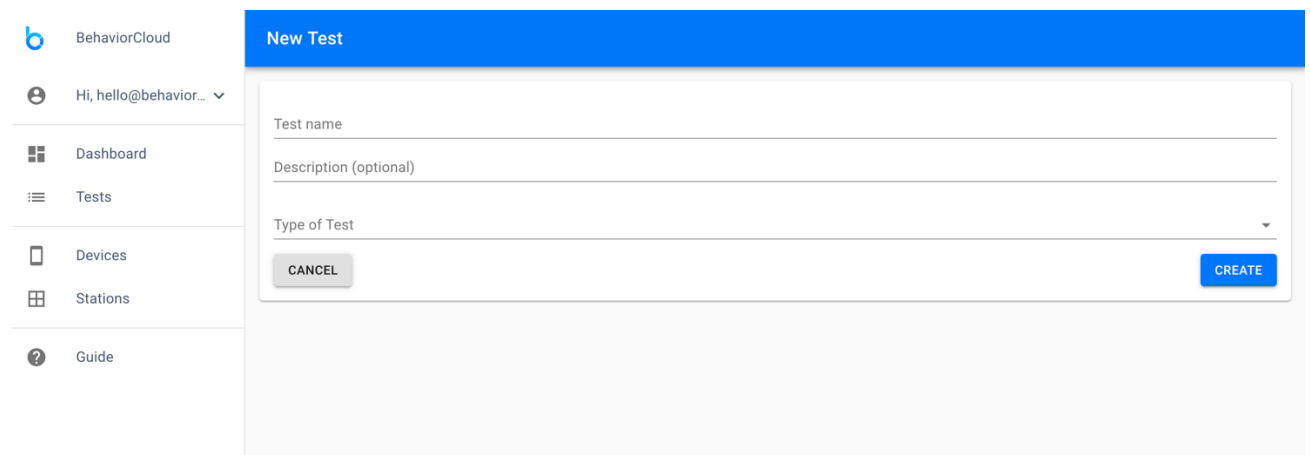 BehaviorCloud
Hi, hello@behavior...
Dashboard
Tests
Devices
Stations
Guide
New Test
Test name
Description (optional)
Type of Test
CANCEL
CREATE